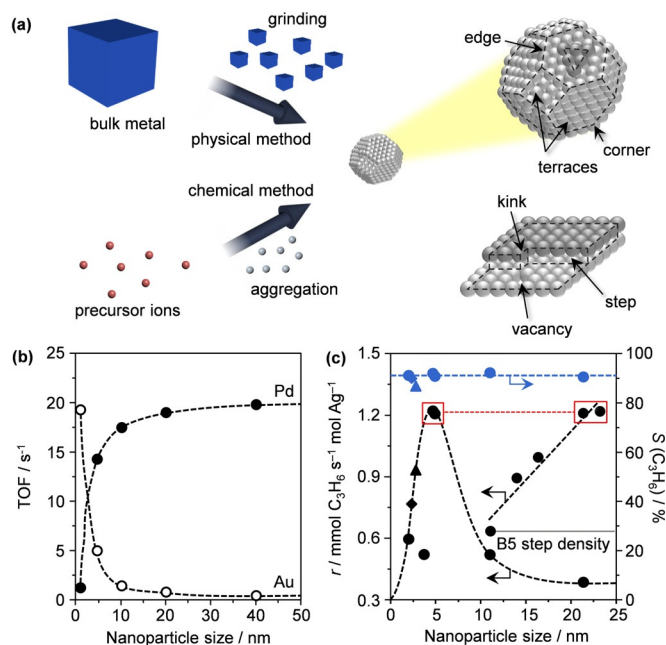 (a)
grinding
bulk metal
physical method
chemical method
precursor ions
aggregation
edge
corner
terraces
kink
step
vacancy
(b)
25
20
15
10
5
0
TOF / s⁻¹
Pd
Au
0 10 20 30 40 50
Nanoparticle size / nm
(c)
1.5
1.2
0.9
0.6
0.3
r / mmol C₃H₆ s⁻¹ mol Ag⁻¹
100
80
60
40
20
0
S (C₃H₆) / %
B5 step density
0 5 10 15 20 25
Nanoparticle size / nm